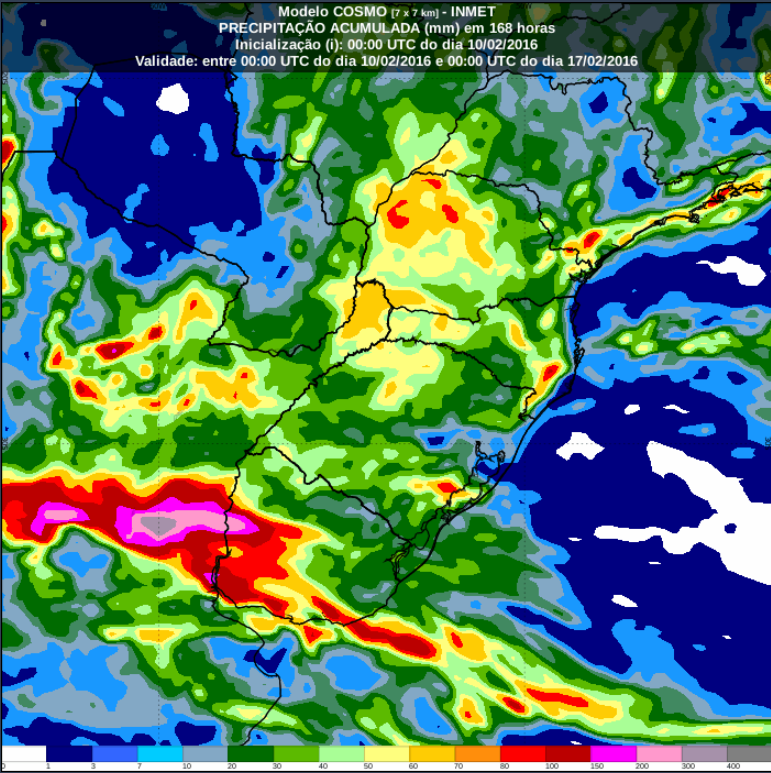 Modelo COSMO [7 x 7 km] - INMET
PRECIPITAÇÃO ACUMULADA (mm) em 168 horas
Inicialização (i): 00:00 UTC do dia 10/02/2016
Validade: entre 00:00 UTC do dia 10/02/2016 e 00:00 UTC do dia 17/02/2016
0 1 3 7 10 20 30 40 50 60 70 80 100 150 200 300 400